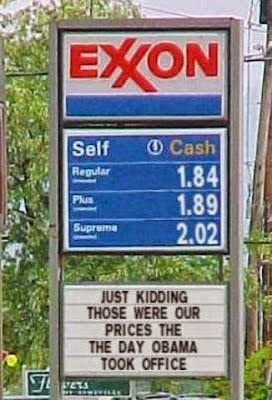 EXXON
Self Cash
Regular 1.84
Plus 1.89
Supreme 2.02
JUST KIDDING
THOSE WERE OUR
PRICES THE
THE DAY OBAMA
TOOK OFFICE